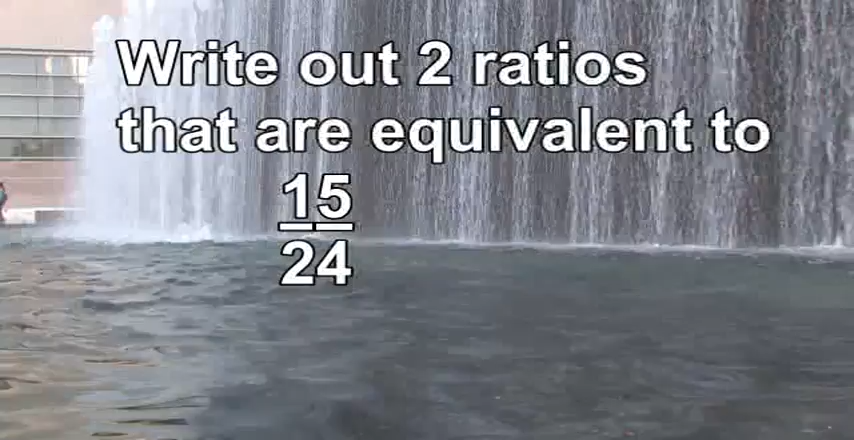 Write out 2 ratios
that are equivalent to
15
24